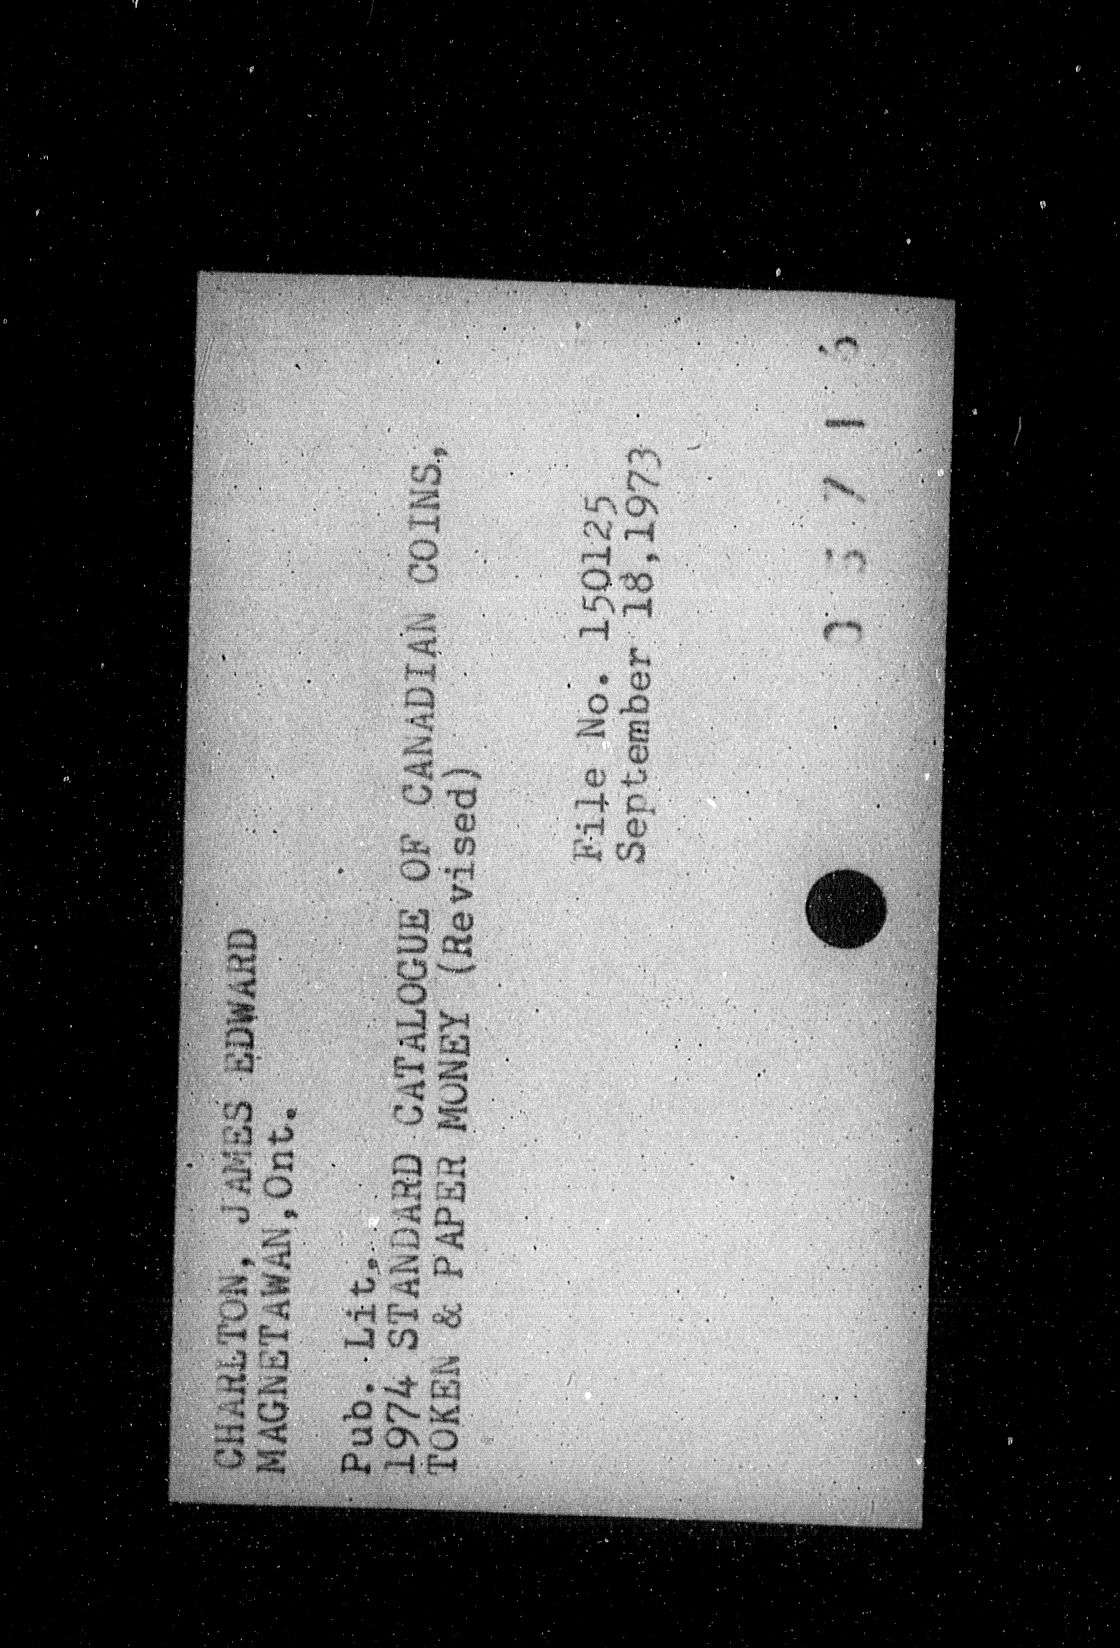 CHARLTON, JAMES EDWARD
MAGNETAWAN,Ont.
Pub. Lit.
1974 STANDARD CATALOGUE OF CANADIAN COINS,
TOKEN & PAPER MONEY (Revised)
File No. 150125
September 18,1973